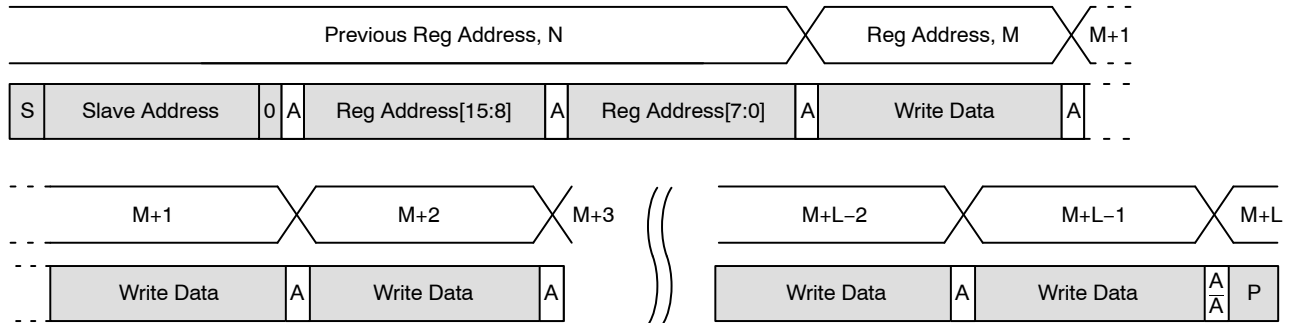 Previous Reg Address, N Reg Address, M M+1
S Slave Address 0 A Reg Address[15:8] A Reg Address[7:0] A Write Data A
M+1 M+2 M+3 M+L−2 M+L−1 M+L
Write Data A Write Data A Write Data A Write Data A P
A̅